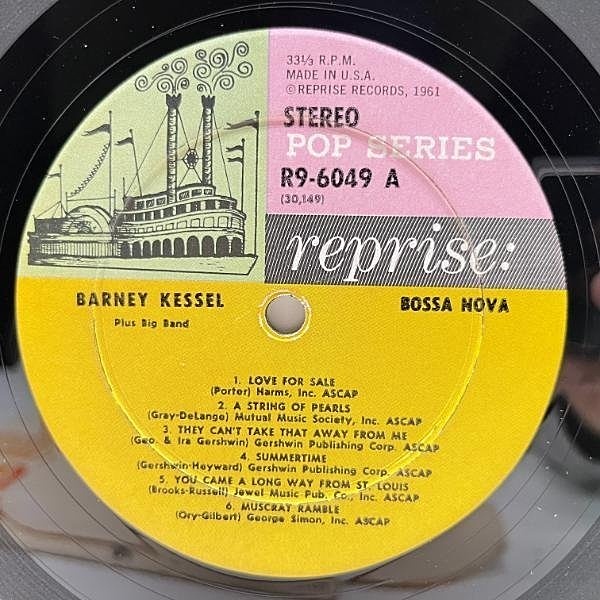 33⅓ R.P.M.
MADE IN U.S.A.
©REPRISE RECORDS, 1961
STEREO
POP SERIES
R9-6049 A
(30,149)
reprise:
BARNEY KESSEL
Plus Big Band
BOSSA NOVA
1. LOVE FOR SALE
(Porter) Harms, Inc. ASCAP
2. A STRING OF PEARLS
(Gray-DeLange) Mutual Music Society, Inc. ASCAP
3. THEY CAN'T TAKE THAT AWAY FROM ME
(Geo. & Ira Gershwin) Gershwin Publishing Corp. ASCAP
4. SUMMERTIME
(Gershwin-Heyward) Gershwin Publishing Corp. ASCAP
5. YOU CAME A LONG WAY FROM ST. LOUIS
(Brooks-Russell) Jewel Music Pub. Co., Inc. ASCAP
6. MUSCRAT RAMBLE
(Ory-Gilbert) George Simon, Inc. ASCAP